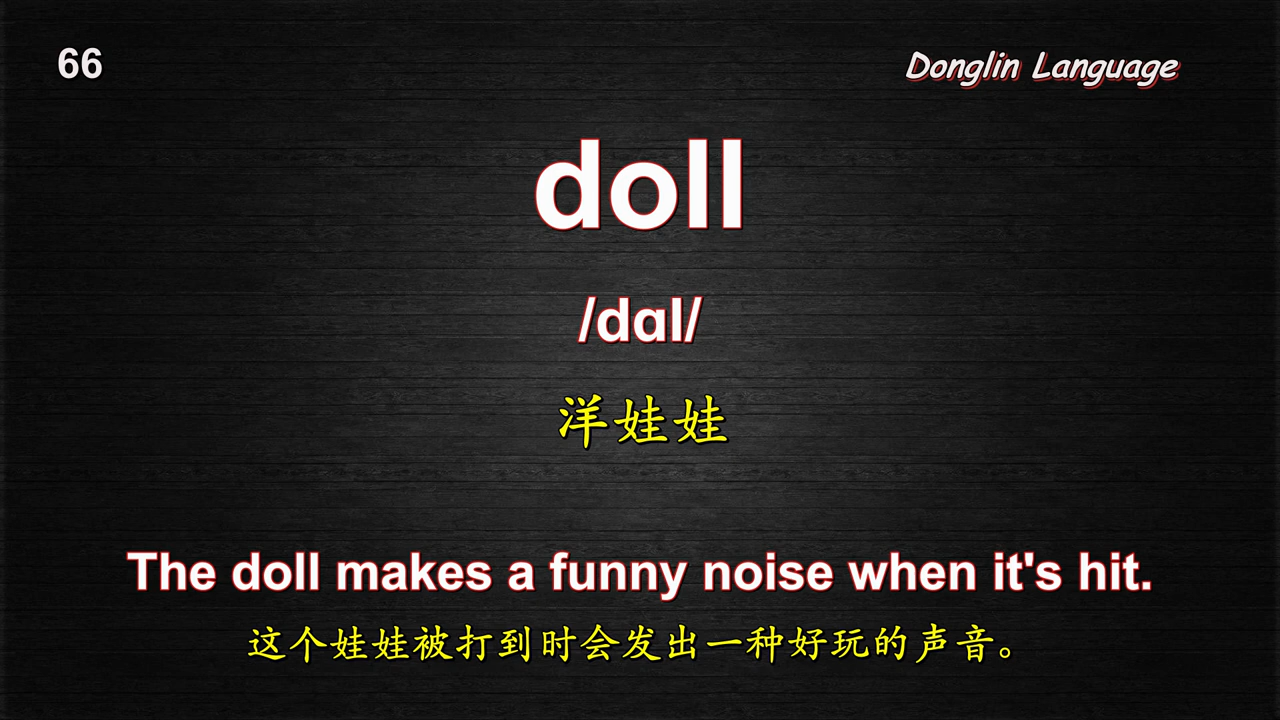 66
Donglin Language
doll
/dɑl/
洋娃娃
The doll makes a funny noise when it's hit.
这个娃娃被打到时会发出一种好玩的声音。